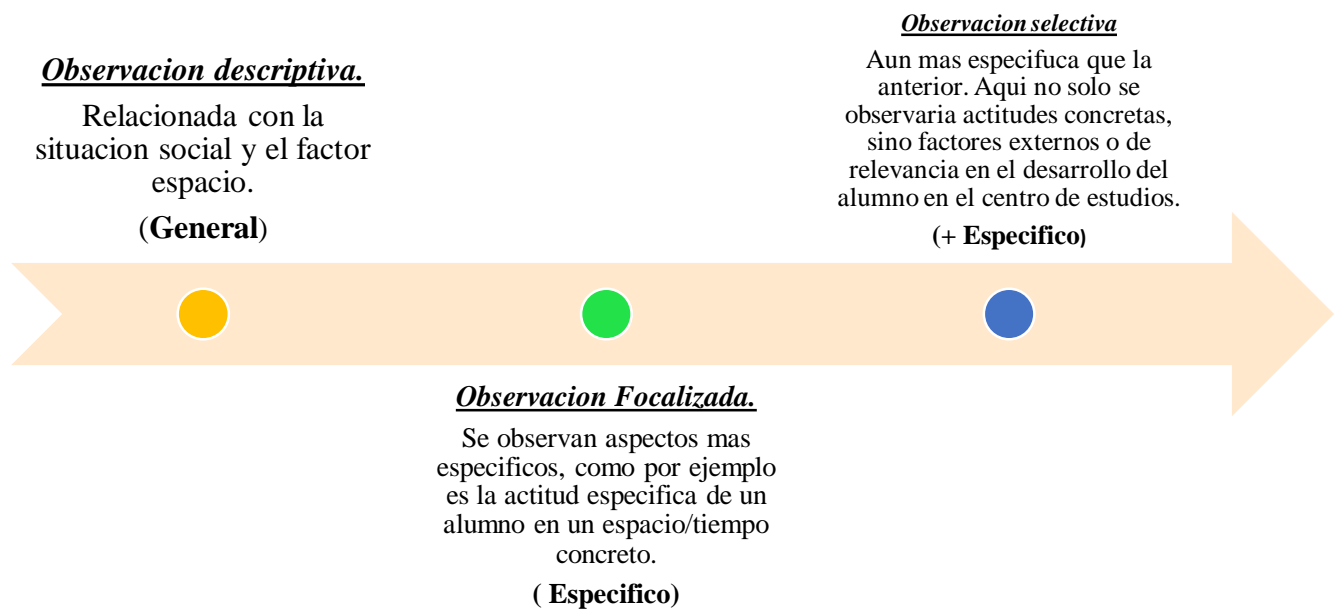 Observacion descriptiva.
Relacionada con la
situacion social y el factor
espacio.
(General)
Observacion Focalizada.
Se observan aspectos mas
especificos, como por ejemplo
es la actitud especifica de un
alumno en un espacio/tiempo
concreto.
( Especifico)
Observacion selectiva
Aun mas especifuca que la
anterior. Aqui no solo se
observaria actitudes concretas,
sino factores externos o de
relevancia en el desarrollo del
alumno en el centro de estudios.
(+ Especifico)